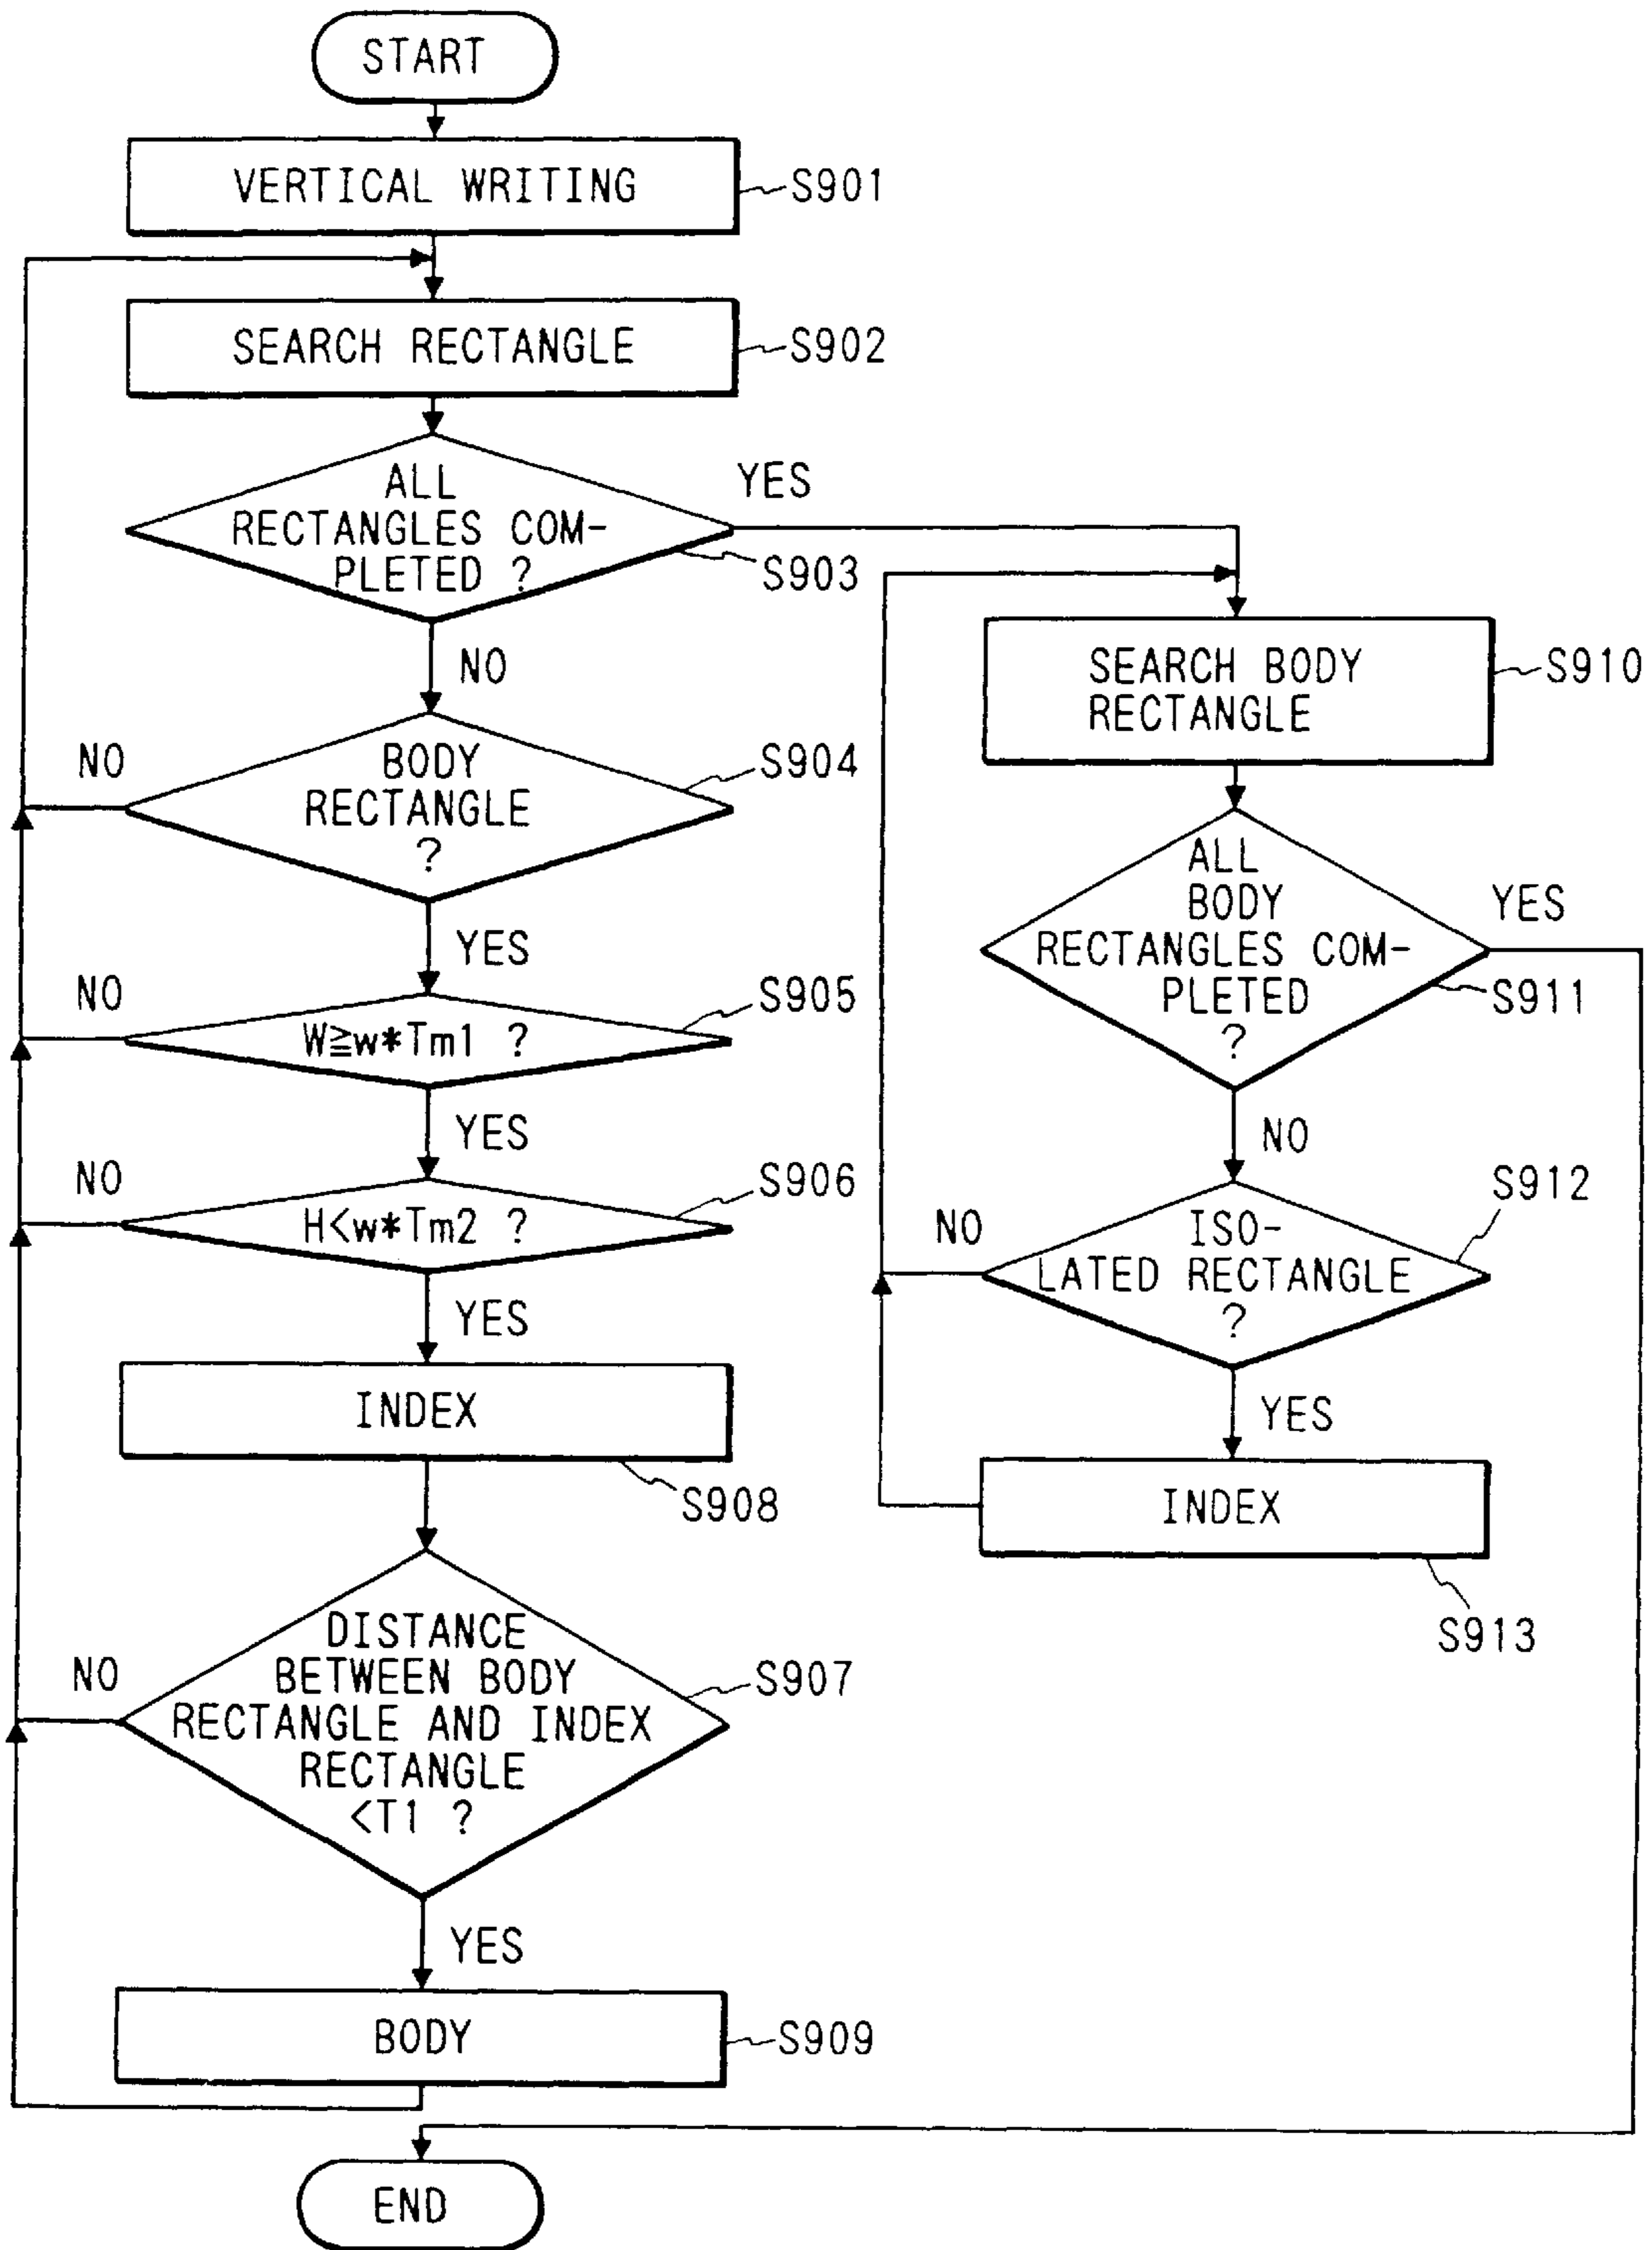 START
VERTICAL WRITING
S901
SEARCH RECTANGLE
S902
ALL
RECTANGLES COM-
PLETED ?
YES
S903
NO
BODY
RECTANGLE
?
NO
S904
YES
W≧w*Tm1 ?
NO
S905
YES
H<w*Tm2 ?
NO
S906
YES
INDEX
S908
DISTANCE
BETWEEN BODY
RECTANGLE AND INDEX
RECTANGLE
<T1 ?
NO
S907
YES
BODY
S909
END
SEARCH BODY
RECTANGLE
S910
ALL
BODY
RECTANGLES COM-
PLETED
?
YES
S911
NO
ISO-
LATED RECTANGLE
?
NO
S912
YES
INDEX
S913